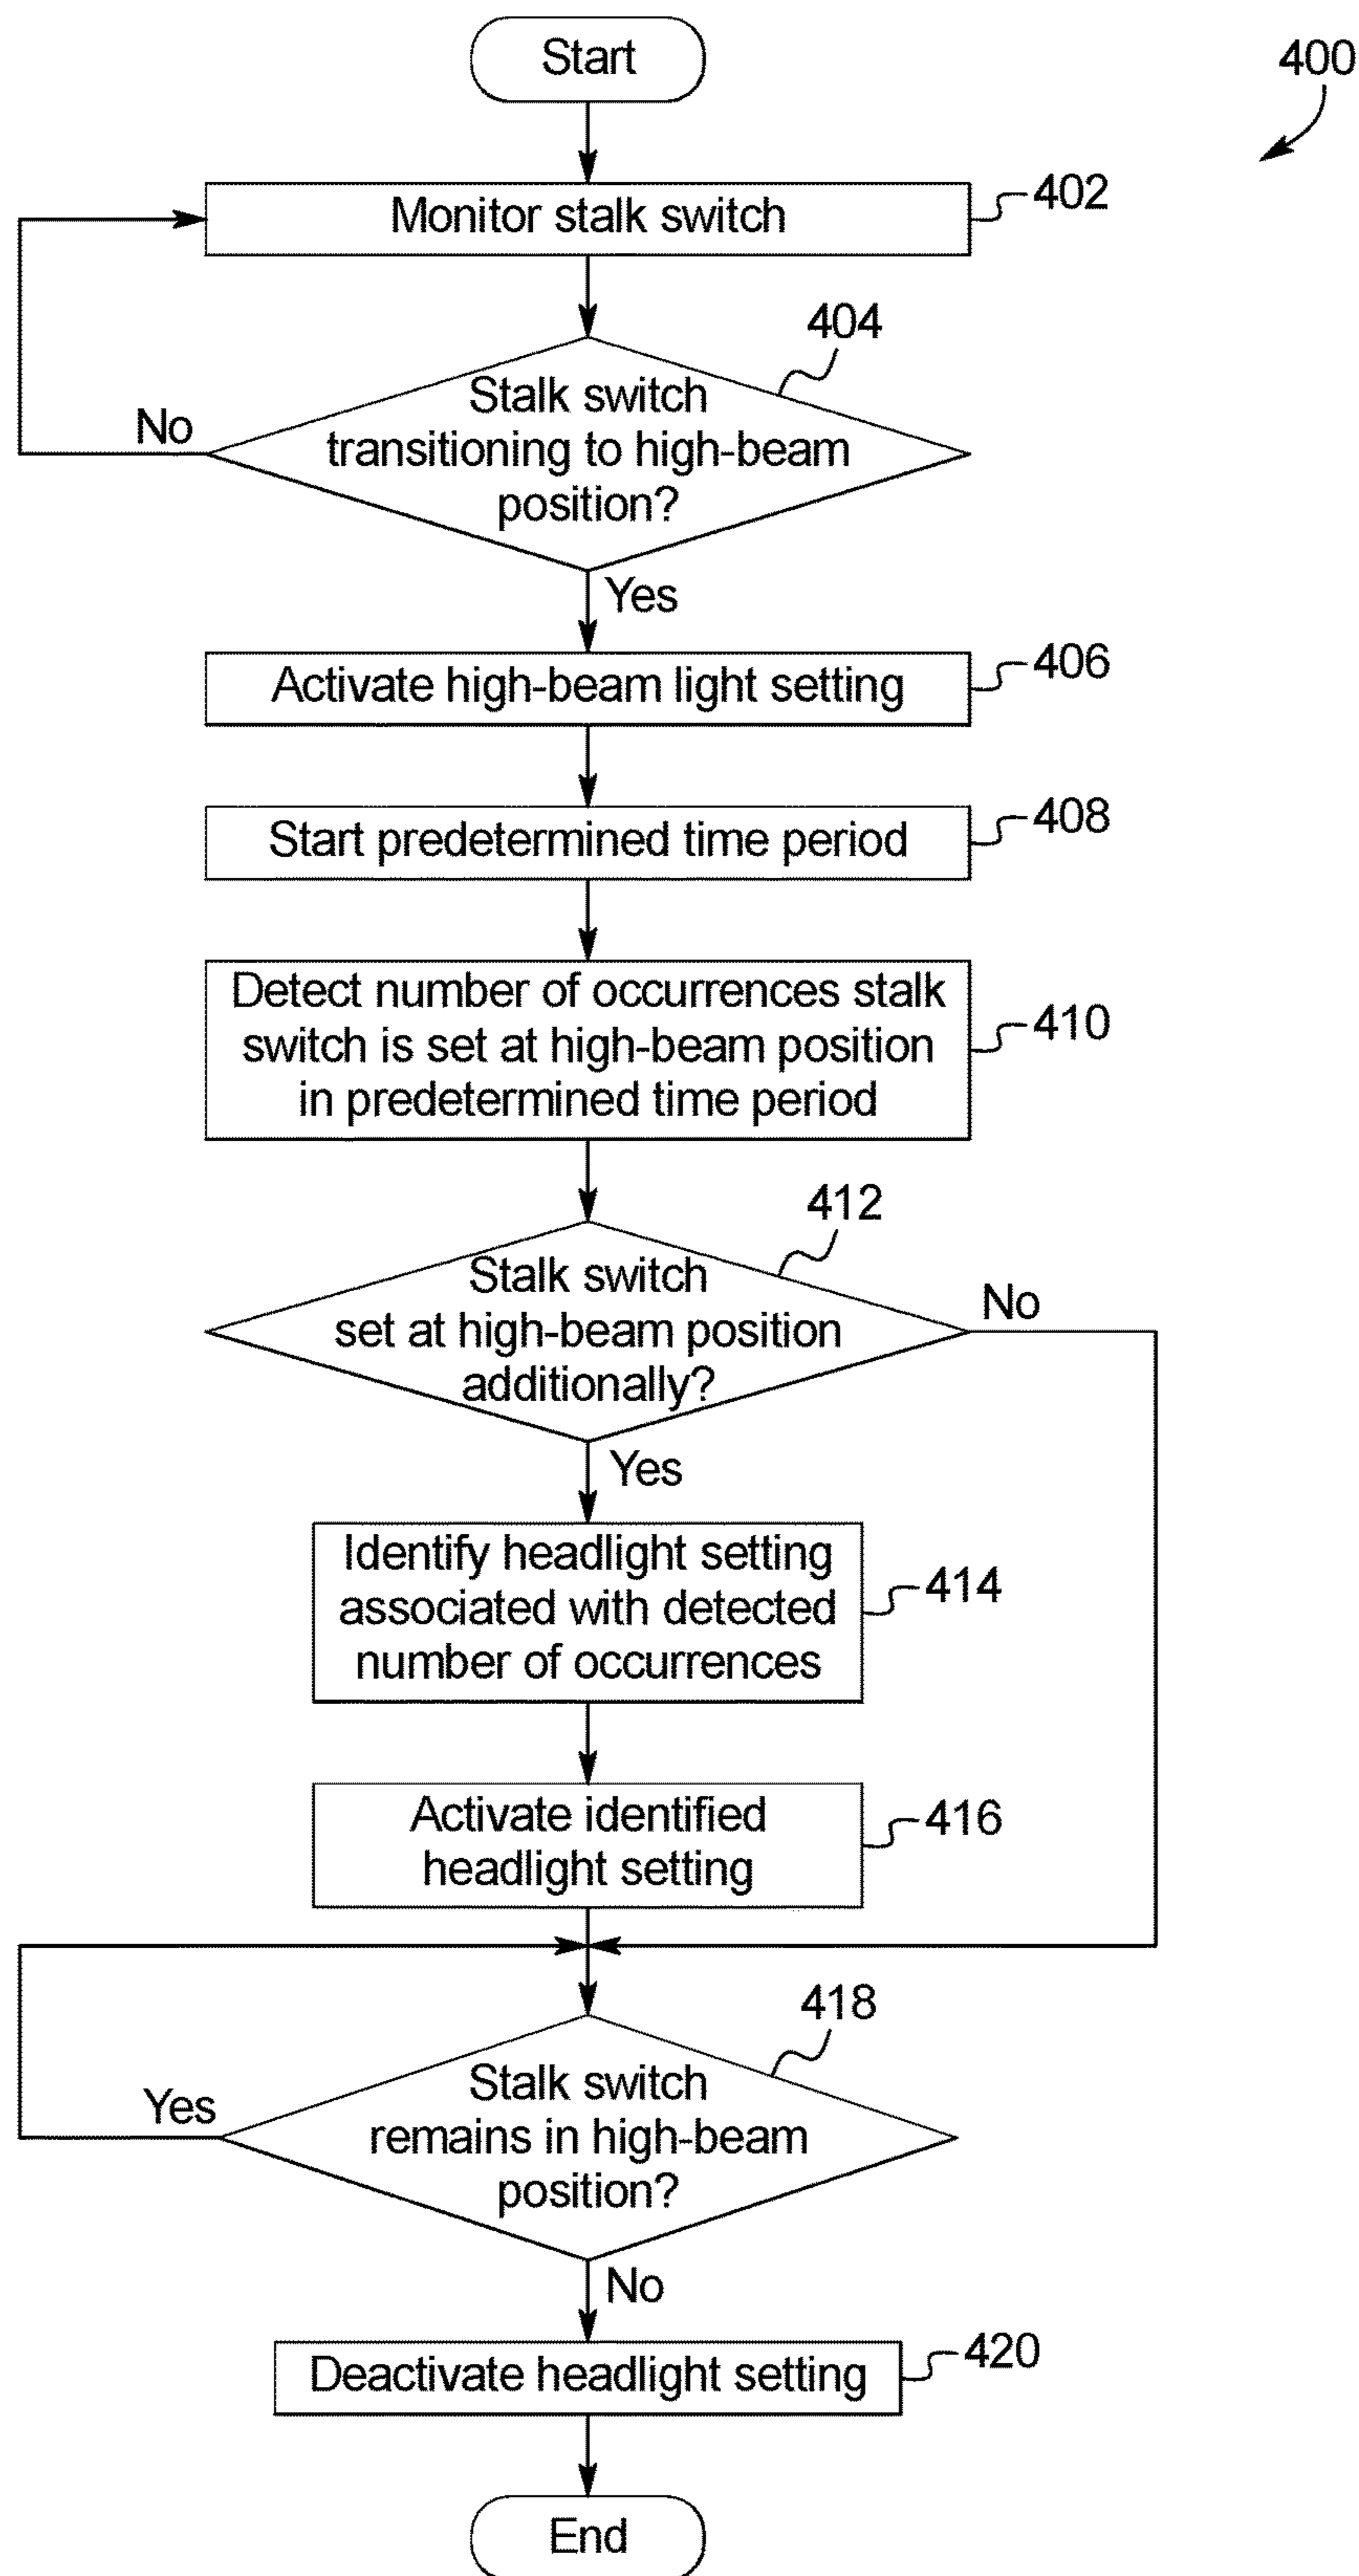 Start
400
Monitor stalk switch
402
404
Stalk switch
transitioning to high-beam
position?
No
Yes
Activate high-beam light setting
406
Start predetermined time period
408
Detect number of occurrences stalk
switch is set at high-beam position
in predetermined time period
410
412
Stalk switch
set at high-beam position
additionally?
No
Yes
Identify headlight setting
associated with detected
number of occurrences
414
Activate identified
headlight setting
416
418
Stalk switch
remains in high-beam
position?
Yes
No
Deactivate headlight setting
420
End